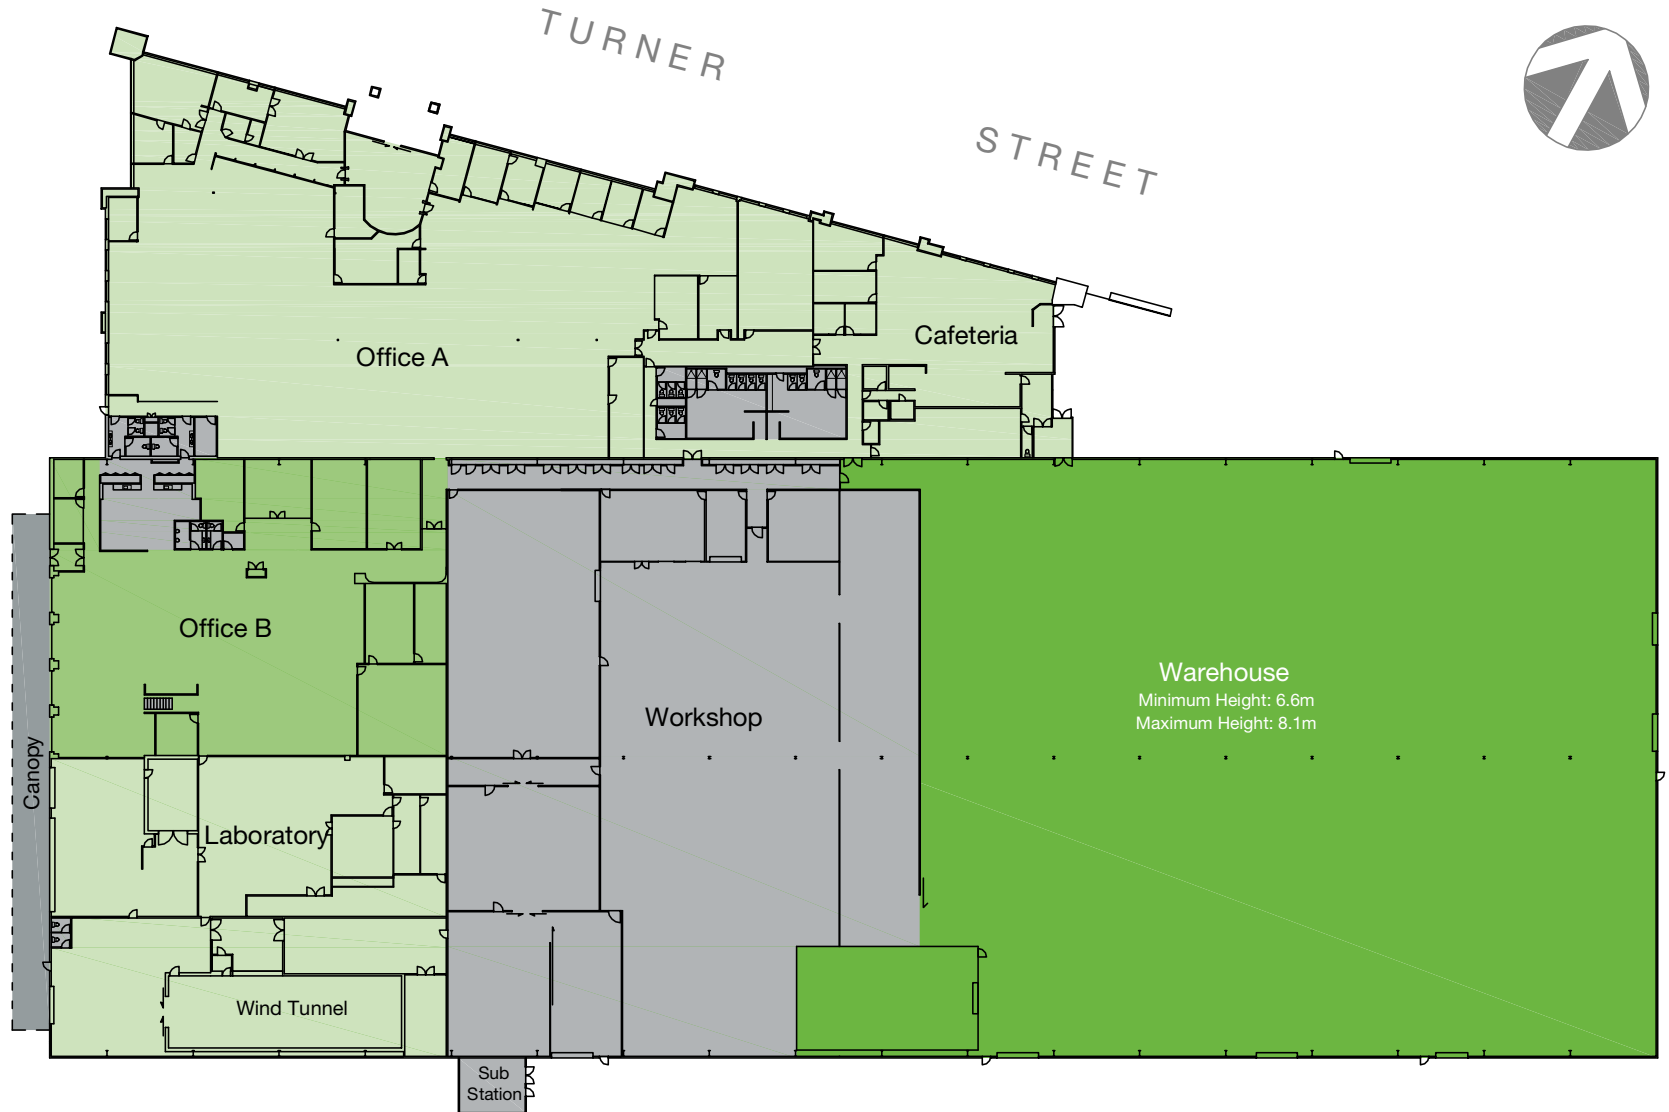 TURNER
STREET
Cafeteria
Office A
Office B
Warehouse
Minimum Height: 6.6m
Maximum Height: 8.1m
Workshop
Canopy
Laboratory
Wind Tunnel
Sub
Station